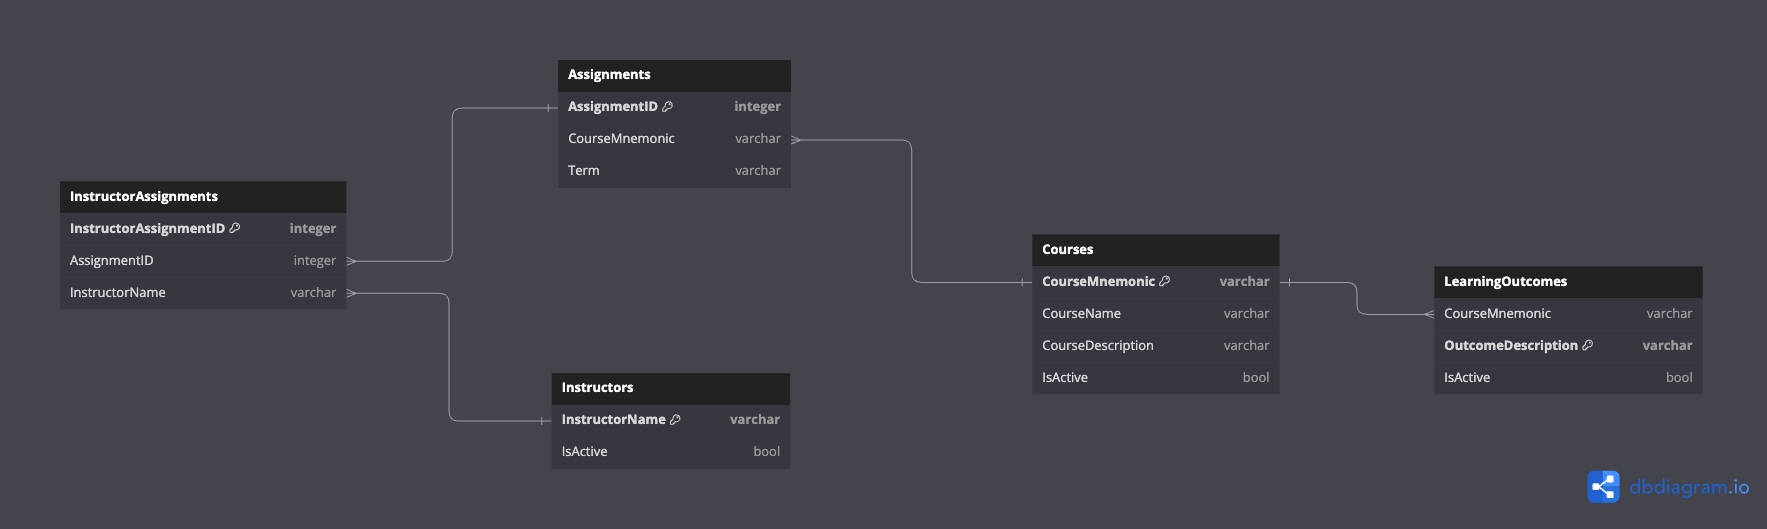 Assignments
AssignmentID integer
CourseMnemonic varchar
Term varchar
InstructorAssignments
InstructorAssignmentID integer
AssignmentID integer
InstructorName varchar
Courses
CourseMnemonic varchar
CourseName varchar
CourseDescription varchar
IsActive bool
LearningOutcomes
CourseMnemonic varchar
OutcomeDescription varchar
IsActive bool
Instructors
InstructorName varchar
IsActive bool
dbdiagram.io